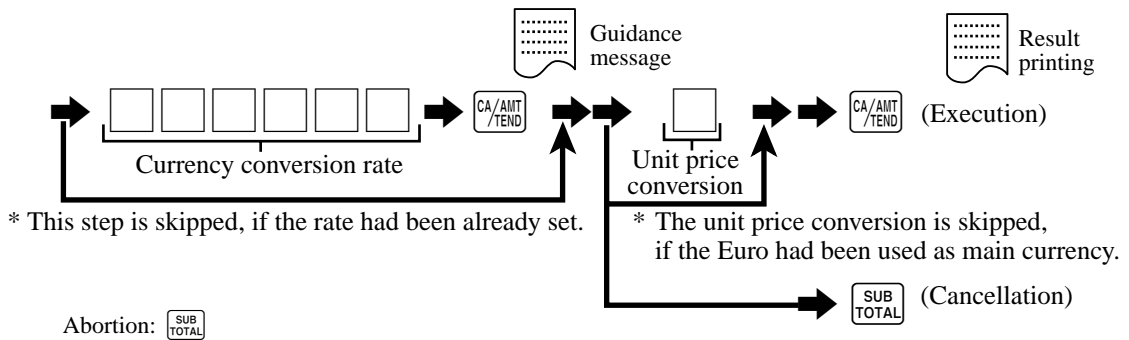 Guidance
message
Result
printing
CA/AMT
/TEND
CA/AMT
/TEND
(Execution)
Currency conversion rate
Unit price
conversion
* This step is skipped, if the rate had been already set.
* The unit price conversion is skipped,
if the Euro had been used as main currency.
SUB
TOTAL
(Cancellation)
Abortion: SUB
TOTAL